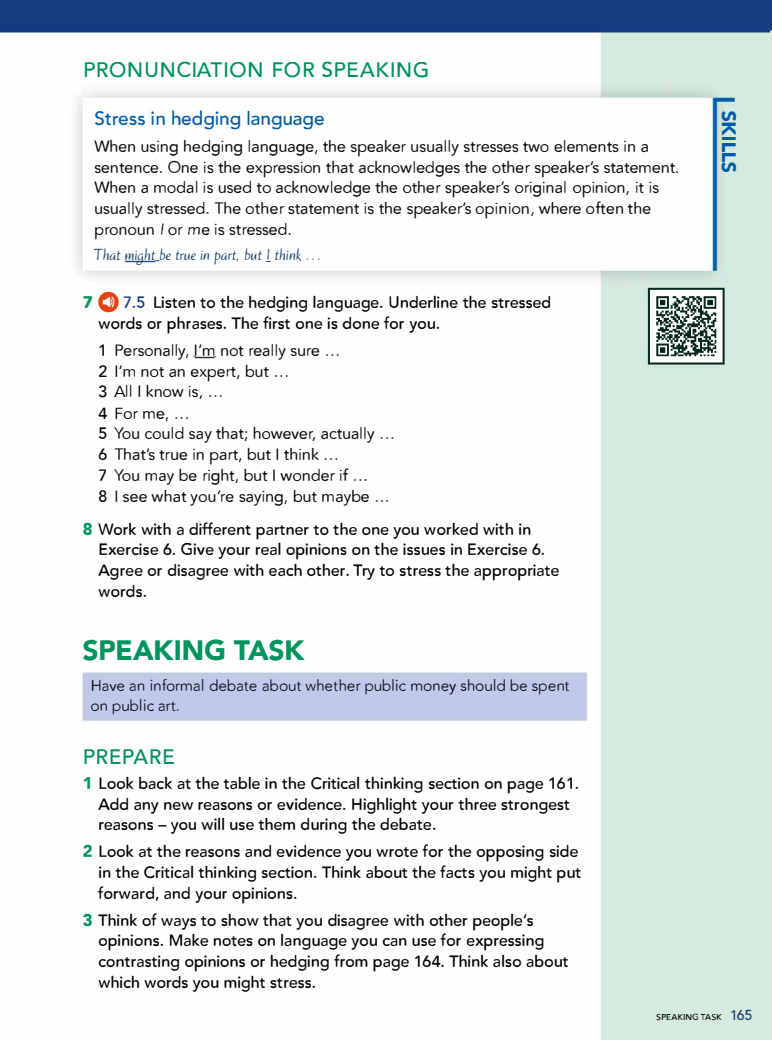 PRONUNCIATION FOR SPEAKING
Stress in hedging language
When using hedging language, the speaker usually stresses two elements in a
sentence. One is the expression that acknowledges the other speaker's statement.
When a modal is used to acknowledge the other speaker's original opinion, it is
usually stressed. The other statement is the speaker's opinion, where often the
pronoun I or me is stressed.
That might be true in part, but I think ...
SKILLS
7 7.5 Listen to the hedging language. Underline the stressed
words or phrases. The first one is done for you.
1 Personally, I'm not really sure ...
2 I'm not an expert, but ...
3 All I know is, ...
4 For me, ...
5 You could say that; however, actually ...
6 That's true in part, but I think ...
7 You may be right, but I wonder if ...
8 I see what you're saying, but maybe ...
8 Work with a different partner to the one you worked with in
Exercise 6. Give your real opinions on the issues in Exercise 6.
Agree or disagree with each other. Try to stress the appropriate
words.
SPEAKING TASK
Have an informal debate about whether public money should be spent
on public art.
PREPARE
1 Look back at the table in the Critical thinking section on page 161.
Add any new reasons or evidence. Highlight your three strongest
reasons – you will use them during the debate.
2 Look at the reasons and evidence you wrote for the opposing side
in the Critical thinking section. Think about the facts you might put
forward, and your opinions.
3 Think of ways to show that you disagree with other people's
opinions. Make notes on language you can use for expressing
contrasting opinions or hedging from page 164. Think also about
which words you might stress.
SPEAKING TASK 165